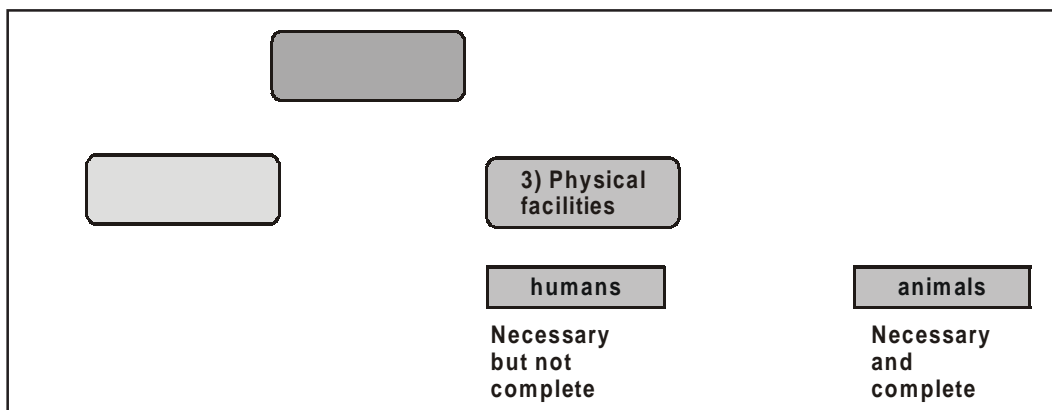 3) Physical
facilities
humans
animals
Necessary
but not
complete
Necessary
and
complete